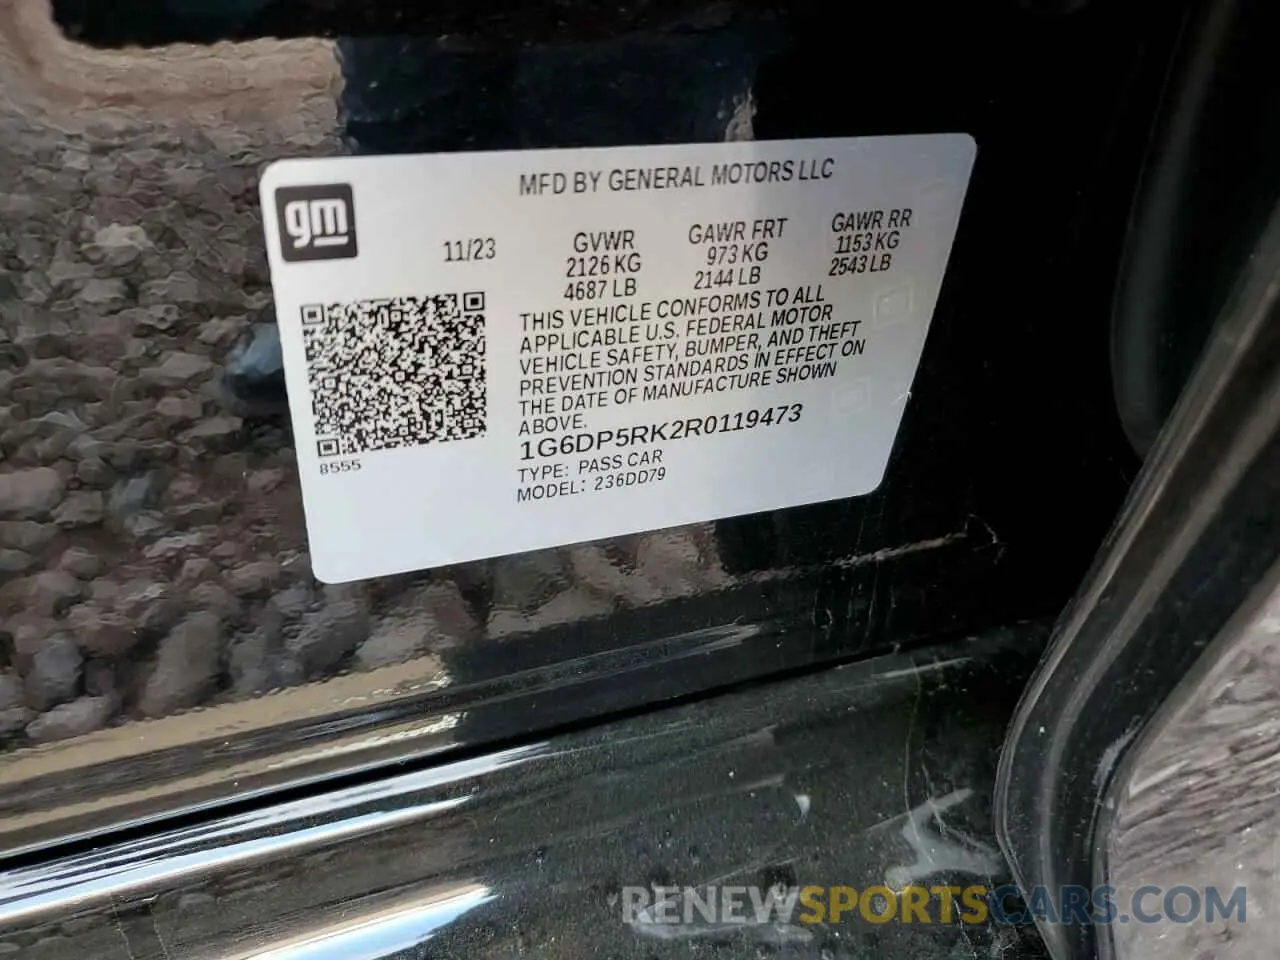 MFD BY GENERAL MOTORS LLC
gm
11/23
GVWR
2126 KG
4687 LB
GAWR FRT
973 KG
2144 LB
GAWR RR
1153 KG
2543 LB
THIS VEHICLE CONFORMS TO ALL
APPLICABLE U.S. FEDERAL MOTOR
VEHICLE SAFETY, BUMPER, AND THEFT
PREVENTION STANDARDS IN EFFECT ON
THE DATE OF MANUFACTURE SHOWN
ABOVE.
1G6DP5RK2R0119473
TYPE: PASS CAR
MODEL: 236DD79
8555
RENEWSPORTSCARS.COM